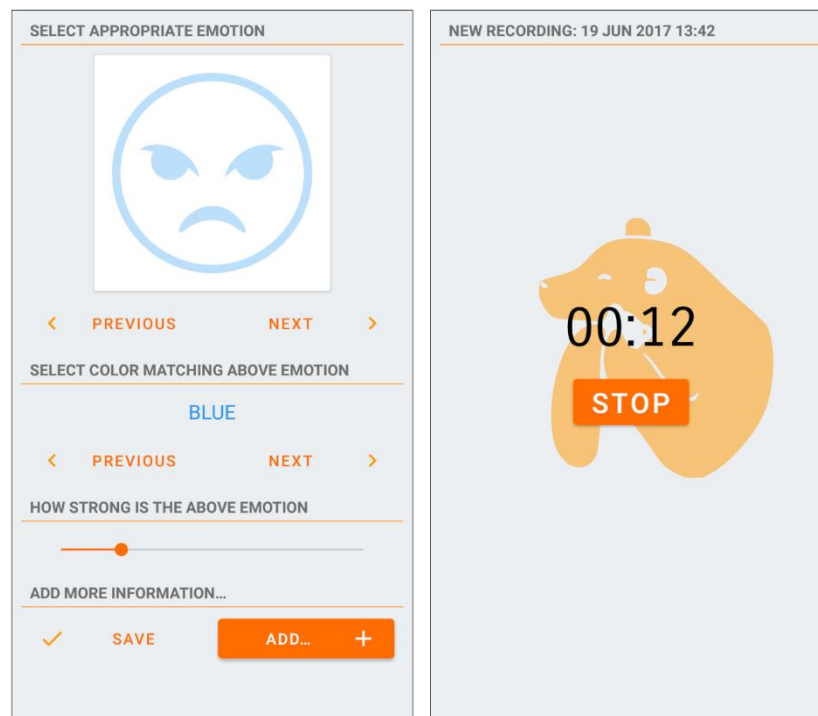 SELECT APPROPRIATE EMOTION
PREVIOUS NEXT
SELECT COLOR MATCHING ABOVE EMOTION
BLUE
PREVIOUS NEXT
HOW STRONG IS THE ABOVE EMOTION
ADD MORE INFORMATION...
SAVE ADD... +
NEW RECORDING: 19 JUN 2017 13:42
00:12
STOP